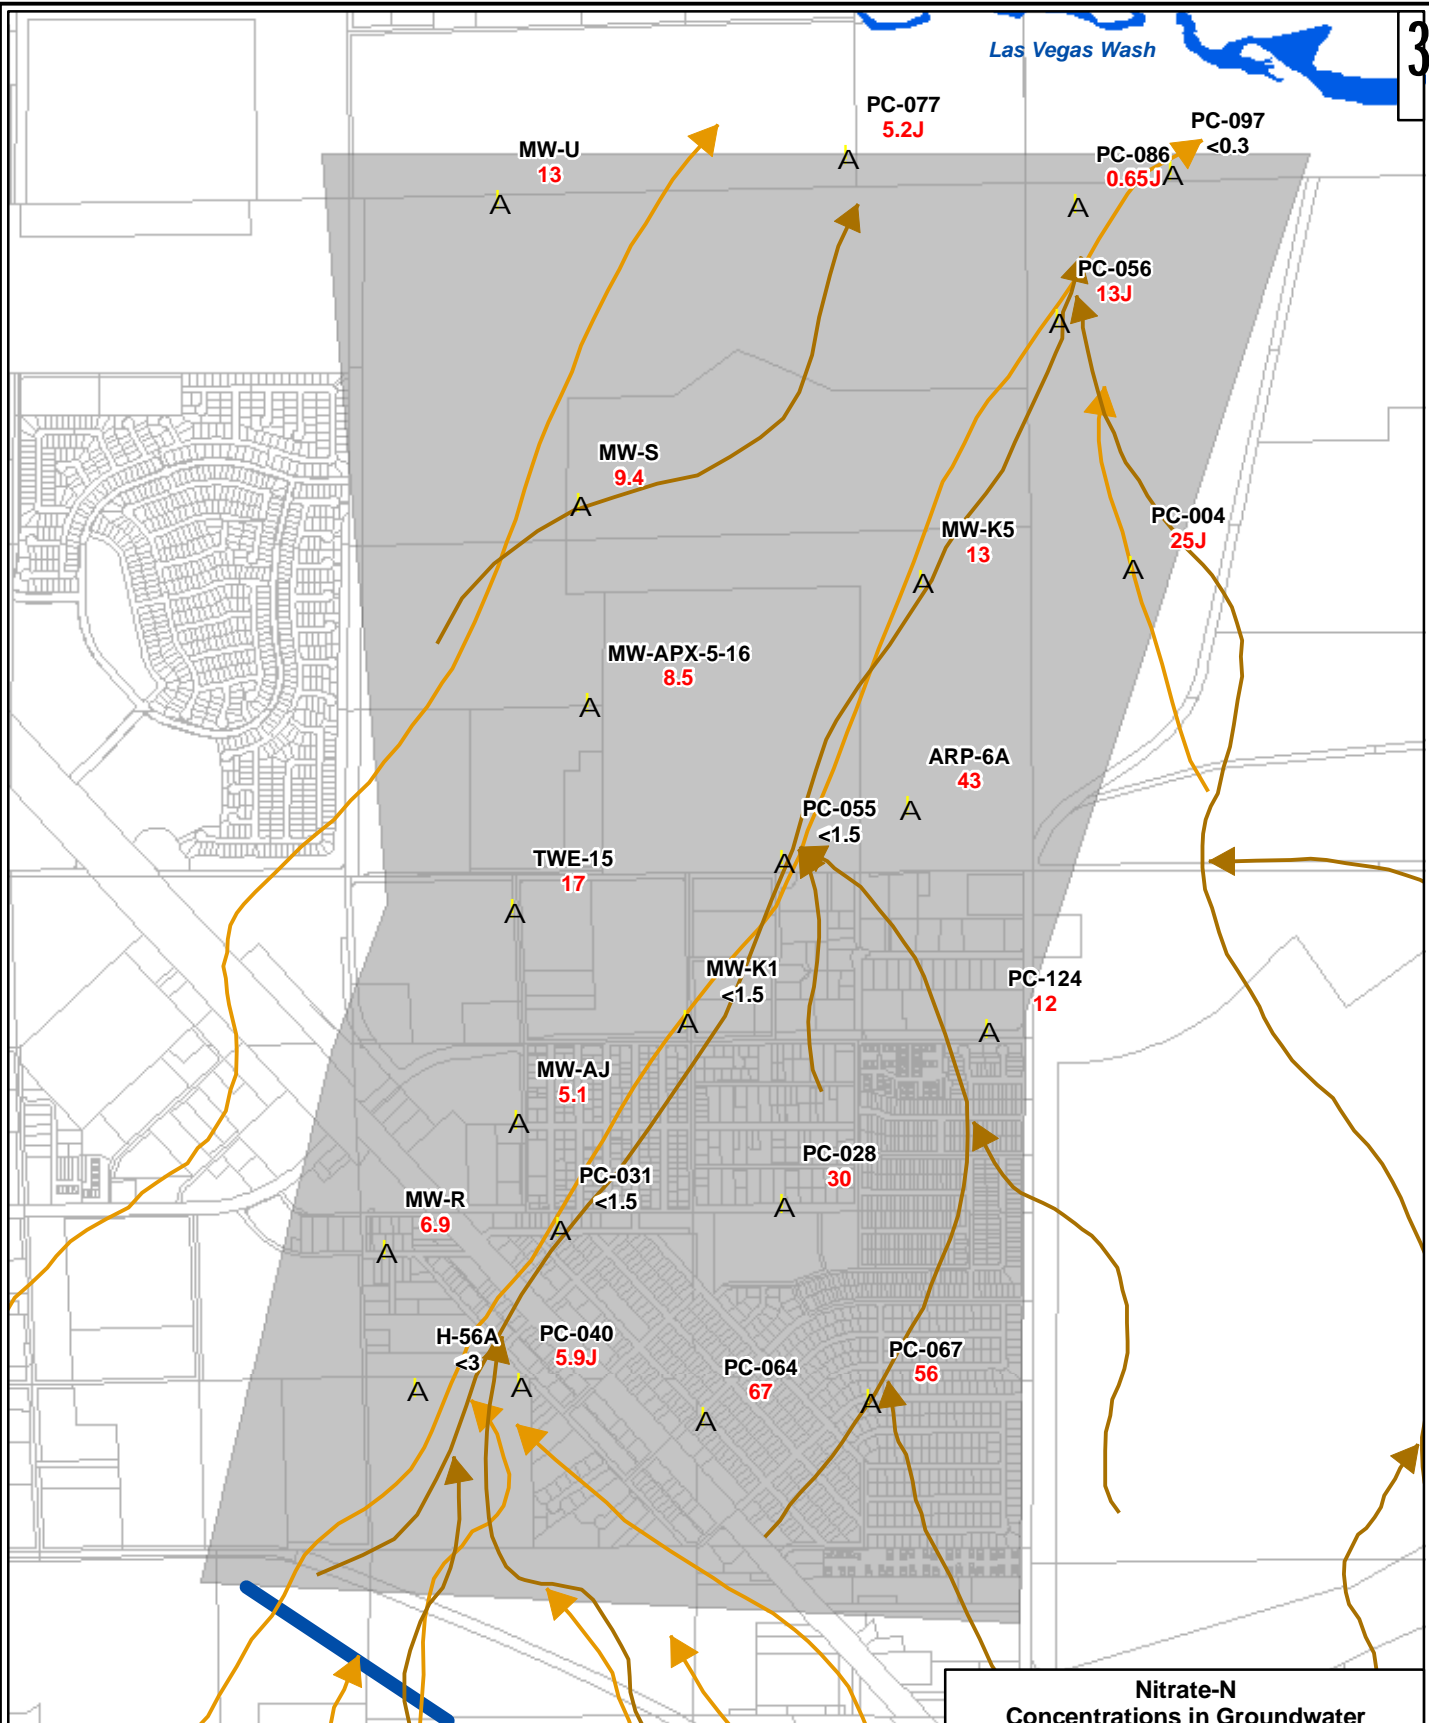 3
Las Vegas Wash
PC-077
5.2J
PC-097
<0.3
MW-U
13
PC-086
0.65J
A
A
A
A
PC-056
13J
A
MW-S
9.4
A
PC-004
25J
MW-K5
13
A
A
MW-APX-5-16
8.5
A
ARP-6A
43
A
PC-055
<1.5
A
TWE-15
17
A
MW-K1
<1.5
A
PC-124
12
A
MW-AJ
5.1
A
PC-028
30
A
PC-031
<1.5
A
MW-R
6.9
A
H-56A
<3
A
PC-040
5.9J
A
PC-064
67
A
PC-067
56
A
Nitrate-N
Concentrations in Groundwater